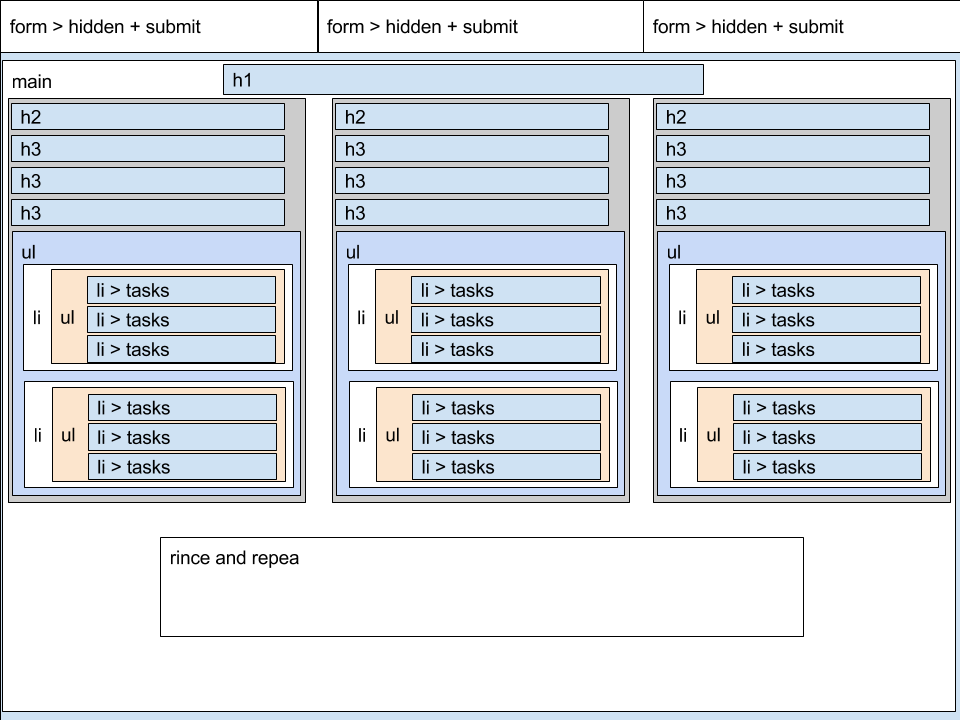 form > hidden + submit
form > hidden + submit
form > hidden + submit
main
h1
h2
h3
h3
h3
ul
li
ul
li > tasks
li > tasks
li > tasks
li
ul
li > tasks
li > tasks
li > tasks
h2
h3
h3
h3
ul
li
ul
li > tasks
li > tasks
li > tasks
li
ul
li > tasks
li > tasks
li > tasks
h2
h3
h3
h3
ul
li
ul
li > tasks
li > tasks
li > tasks
li
ul
li > tasks
li > tasks
li > tasks
rince and repea